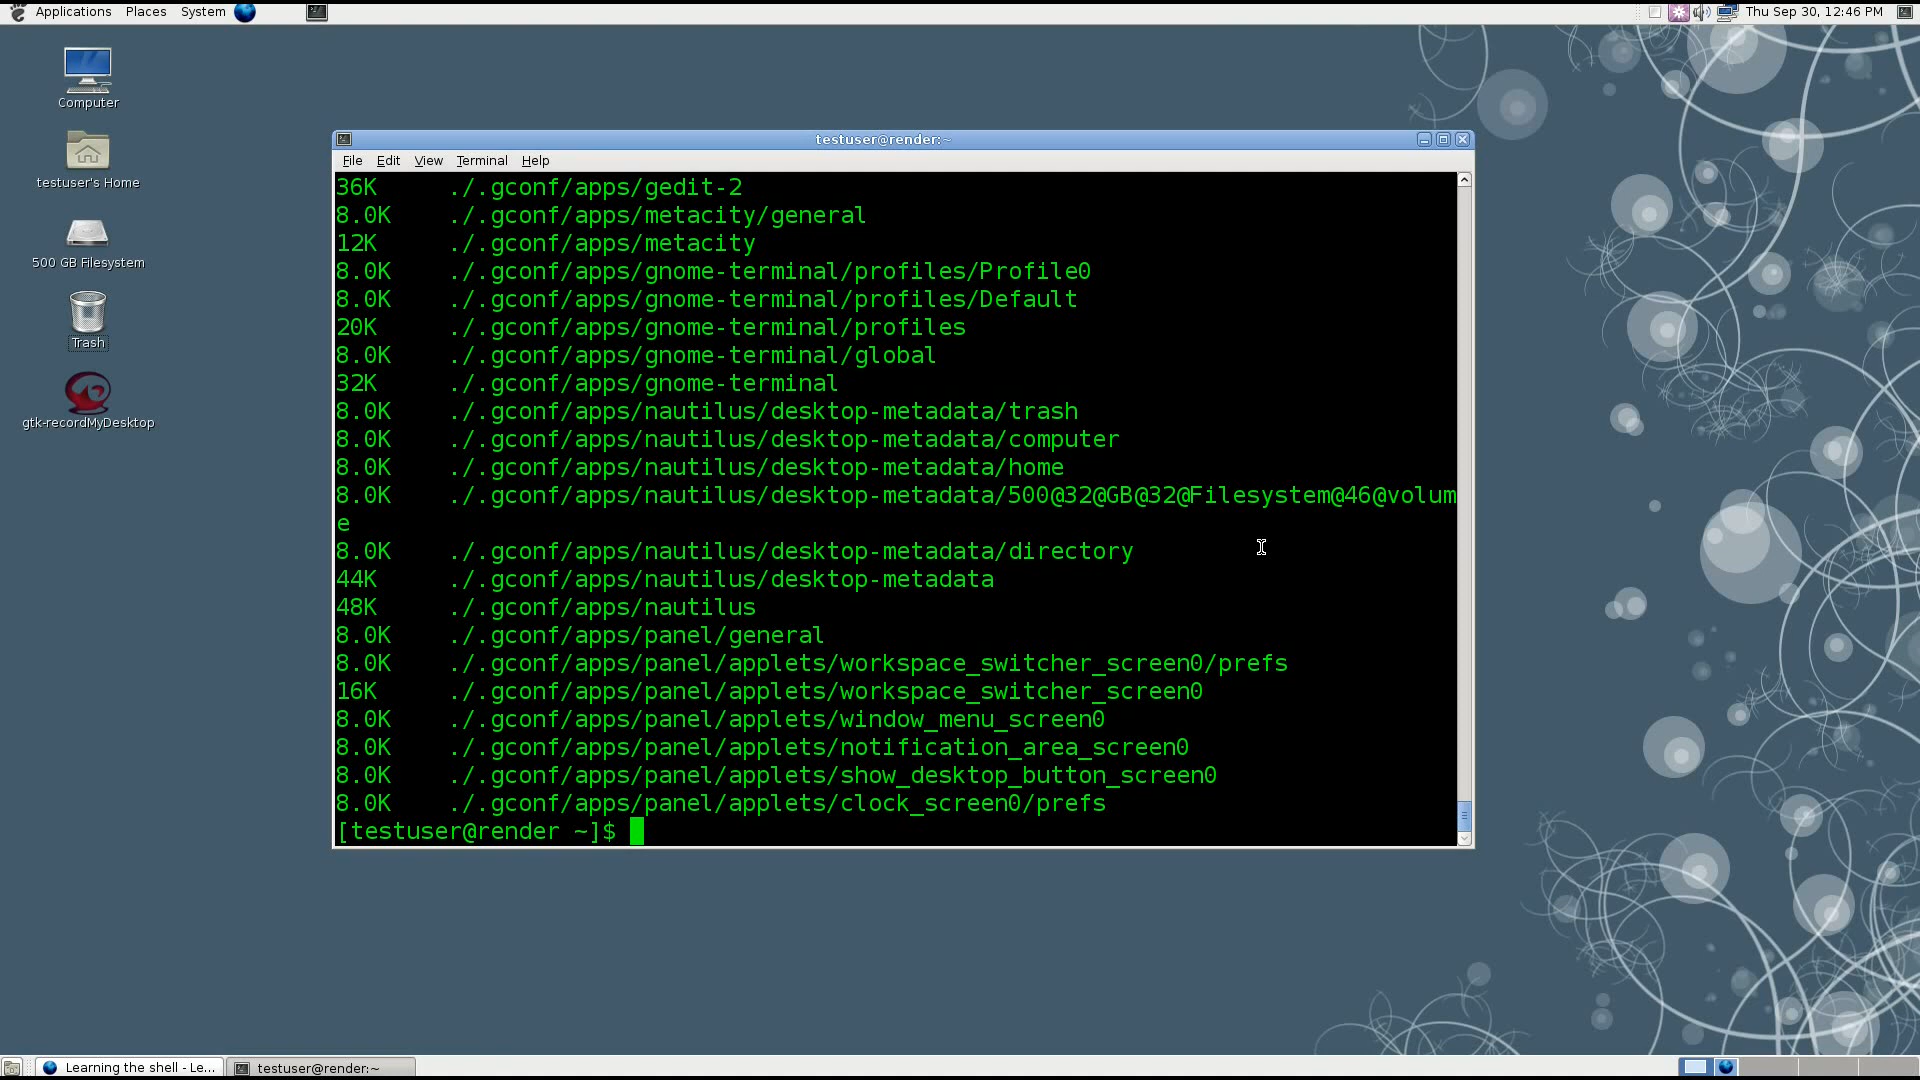 Applications Places System Thu Sep 30, 12:46 PM
Computer
testuser's Home
500 GB Filesystem
Trash
gtk-recordMyDesktop
testuser@render:~
File Edit View Terminal Help
36K ./.gconf/apps/gedit-2
8.0K ./.gconf/apps/metacity/general
12K ./.gconf/apps/metacity
8.0K ./.gconf/apps/gnome-terminal/profiles/Profile0
8.0K ./.gconf/apps/gnome-terminal/profiles/Default
20K ./.gconf/apps/gnome-terminal/profiles
8.0K ./.gconf/apps/gnome-terminal/global
32K ./.gconf/apps/gnome-terminal
8.0K ./.gconf/apps/nautilus/desktop-metadata/trash
8.0K ./.gconf/apps/nautilus/desktop-metadata/computer
8.0K ./.gconf/apps/nautilus/desktop-metadata/home
8.0K ./.gconf/apps/nautilus/desktop-metadata/500@32@GB@32@Filesystem@46@volum
e
8.0K ./.gconf/apps/nautilus/desktop-metadata/directory
44K ./.gconf/apps/nautilus/desktop-metadata
48K ./.gconf/apps/nautilus
8.0K ./.gconf/apps/panel/general
8.0K ./.gconf/apps/panel/applets/workspace_switcher_screen0/prefs
16K ./.gconf/apps/panel/applets/workspace_switcher_screen0
8.0K ./.gconf/apps/panel/applets/window_menu_screen0
8.0K ./.gconf/apps/panel/applets/notification_area_screen0
8.0K ./.gconf/apps/panel/applets/show_desktop_button_screen0
8.0K ./.gconf/apps/panel/applets/clock_screen0/prefs
[testuser@render ~]$
Learning the shell - Le... testuser@render:~